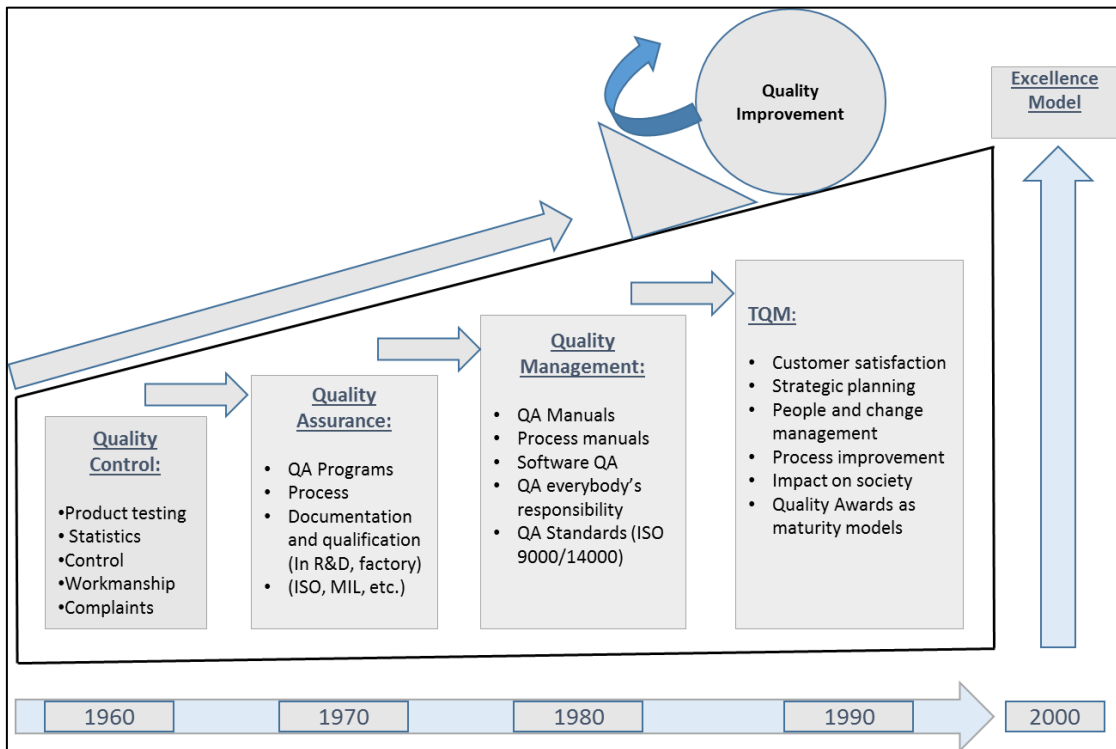 Quality
Improvement
Excellence
Model
Quality
Control:
•Product testing
• Statistics
•Control
•Workmanship
•Complaints
Quality
Assurance:
• QA Programs
• Process
• Documentation
and qualification
(In R&D, factory)
• (ISO, MIL, etc.)
Quality
Management:
• QA Manuals
• Process manuals
• Software QA
• QA everybody’s
responsibility
• QA Standards (ISO
9000/14000)
TQM:
• Customer satisfaction
• Strategic planning
• People and change
management
• Process improvement
• Impact on society
• Quality Awards as
maturity models
1960
1970
1980
1990
2000